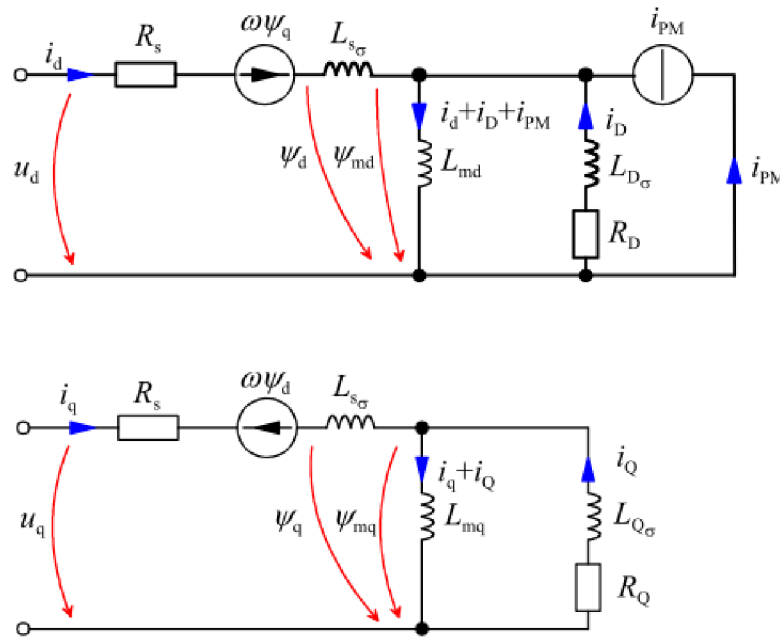 i_PM
i_d R_s ωψ_q L_sσ
i_d+i_D+i_PM i_D
u_d ψ_d ψ_md L_md L_Dσ i_PM
R_D
i_q R_s ωψ_d L_sσ
i_q+i_Q i_Q
u_q ψ_q ψ_mq L_mq L_Qσ
R_Q